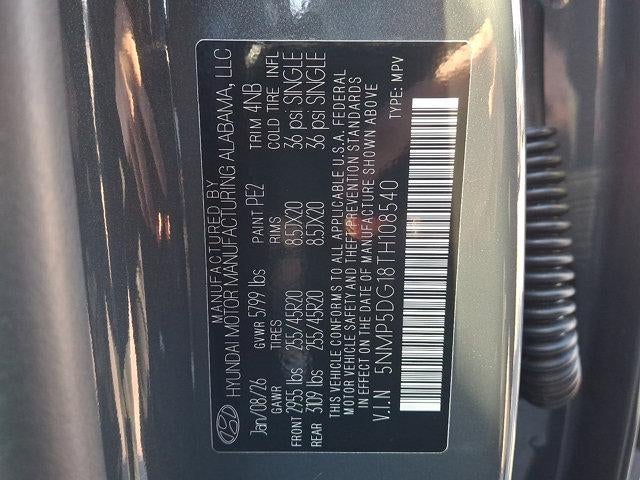 MANUFACTURED BY
HYUNDAI MOTOR MANUFACTURING ALABAMA, LLC
Jan/08/26 GVWR 5799 lbs PAINT PE2 TRIM 4NB
GAWR TIRES RIMS COLD TIRE INFL
FRONT 2955 lbs 255/45R20 8.5JX20 36 psi SINGLE
REAR 3109 lbs 255/45R20 8.5JX20 36 psi SINGLE
THIS VEHICLE CONFORMS TO ALL APPLICABLE U.S.A. FEDERAL
MOTOR VEHICLE SAFETY AND THEFT PREVENTION STANDARDS
IN EFFECT ON THE DATE OF MANUFACTURE SHOWN ABOVE
V.I.N 5NMP5DG18TH108540 TYPE: MPV